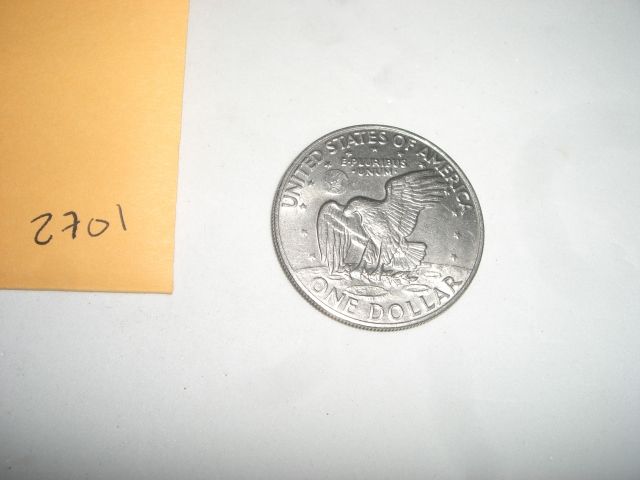 2701
UNITED STATES OF AMERICA
E·PLURIBUS
UNUM
ONE DOLLAR